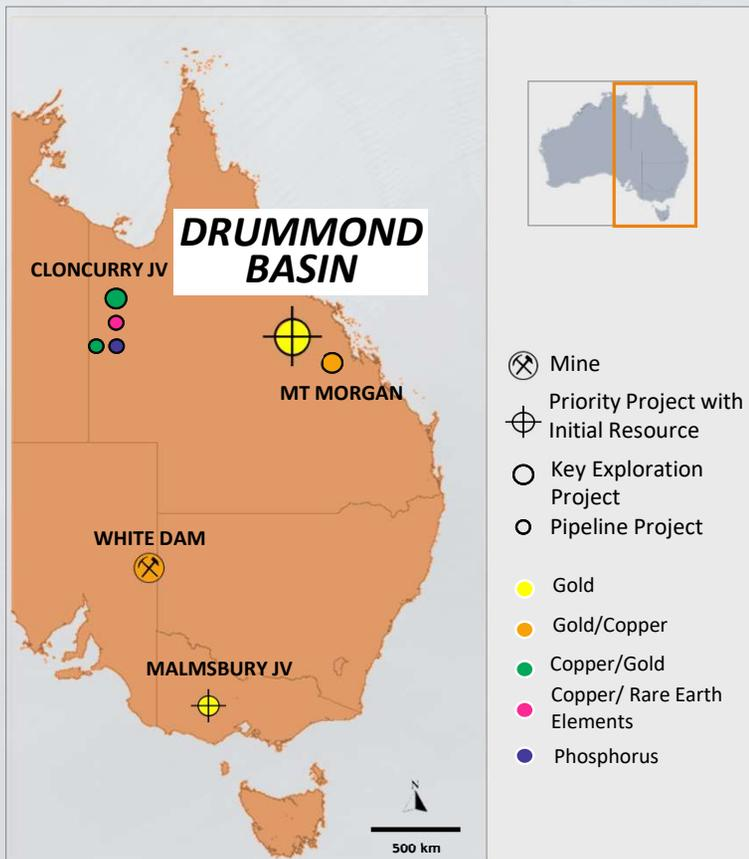 DRUMMOND
BASIN
CLONCURRY JV
MT MORGAN
WHITE DAM
MALMSBURY JV
N
500 km
Mine
Priority Project with
Initial Resource
Key Exploration
Project
Pipeline Project
Gold
Gold/Copper
Copper/Gold
Copper/ Rare Earth
Elements
Phosphorus